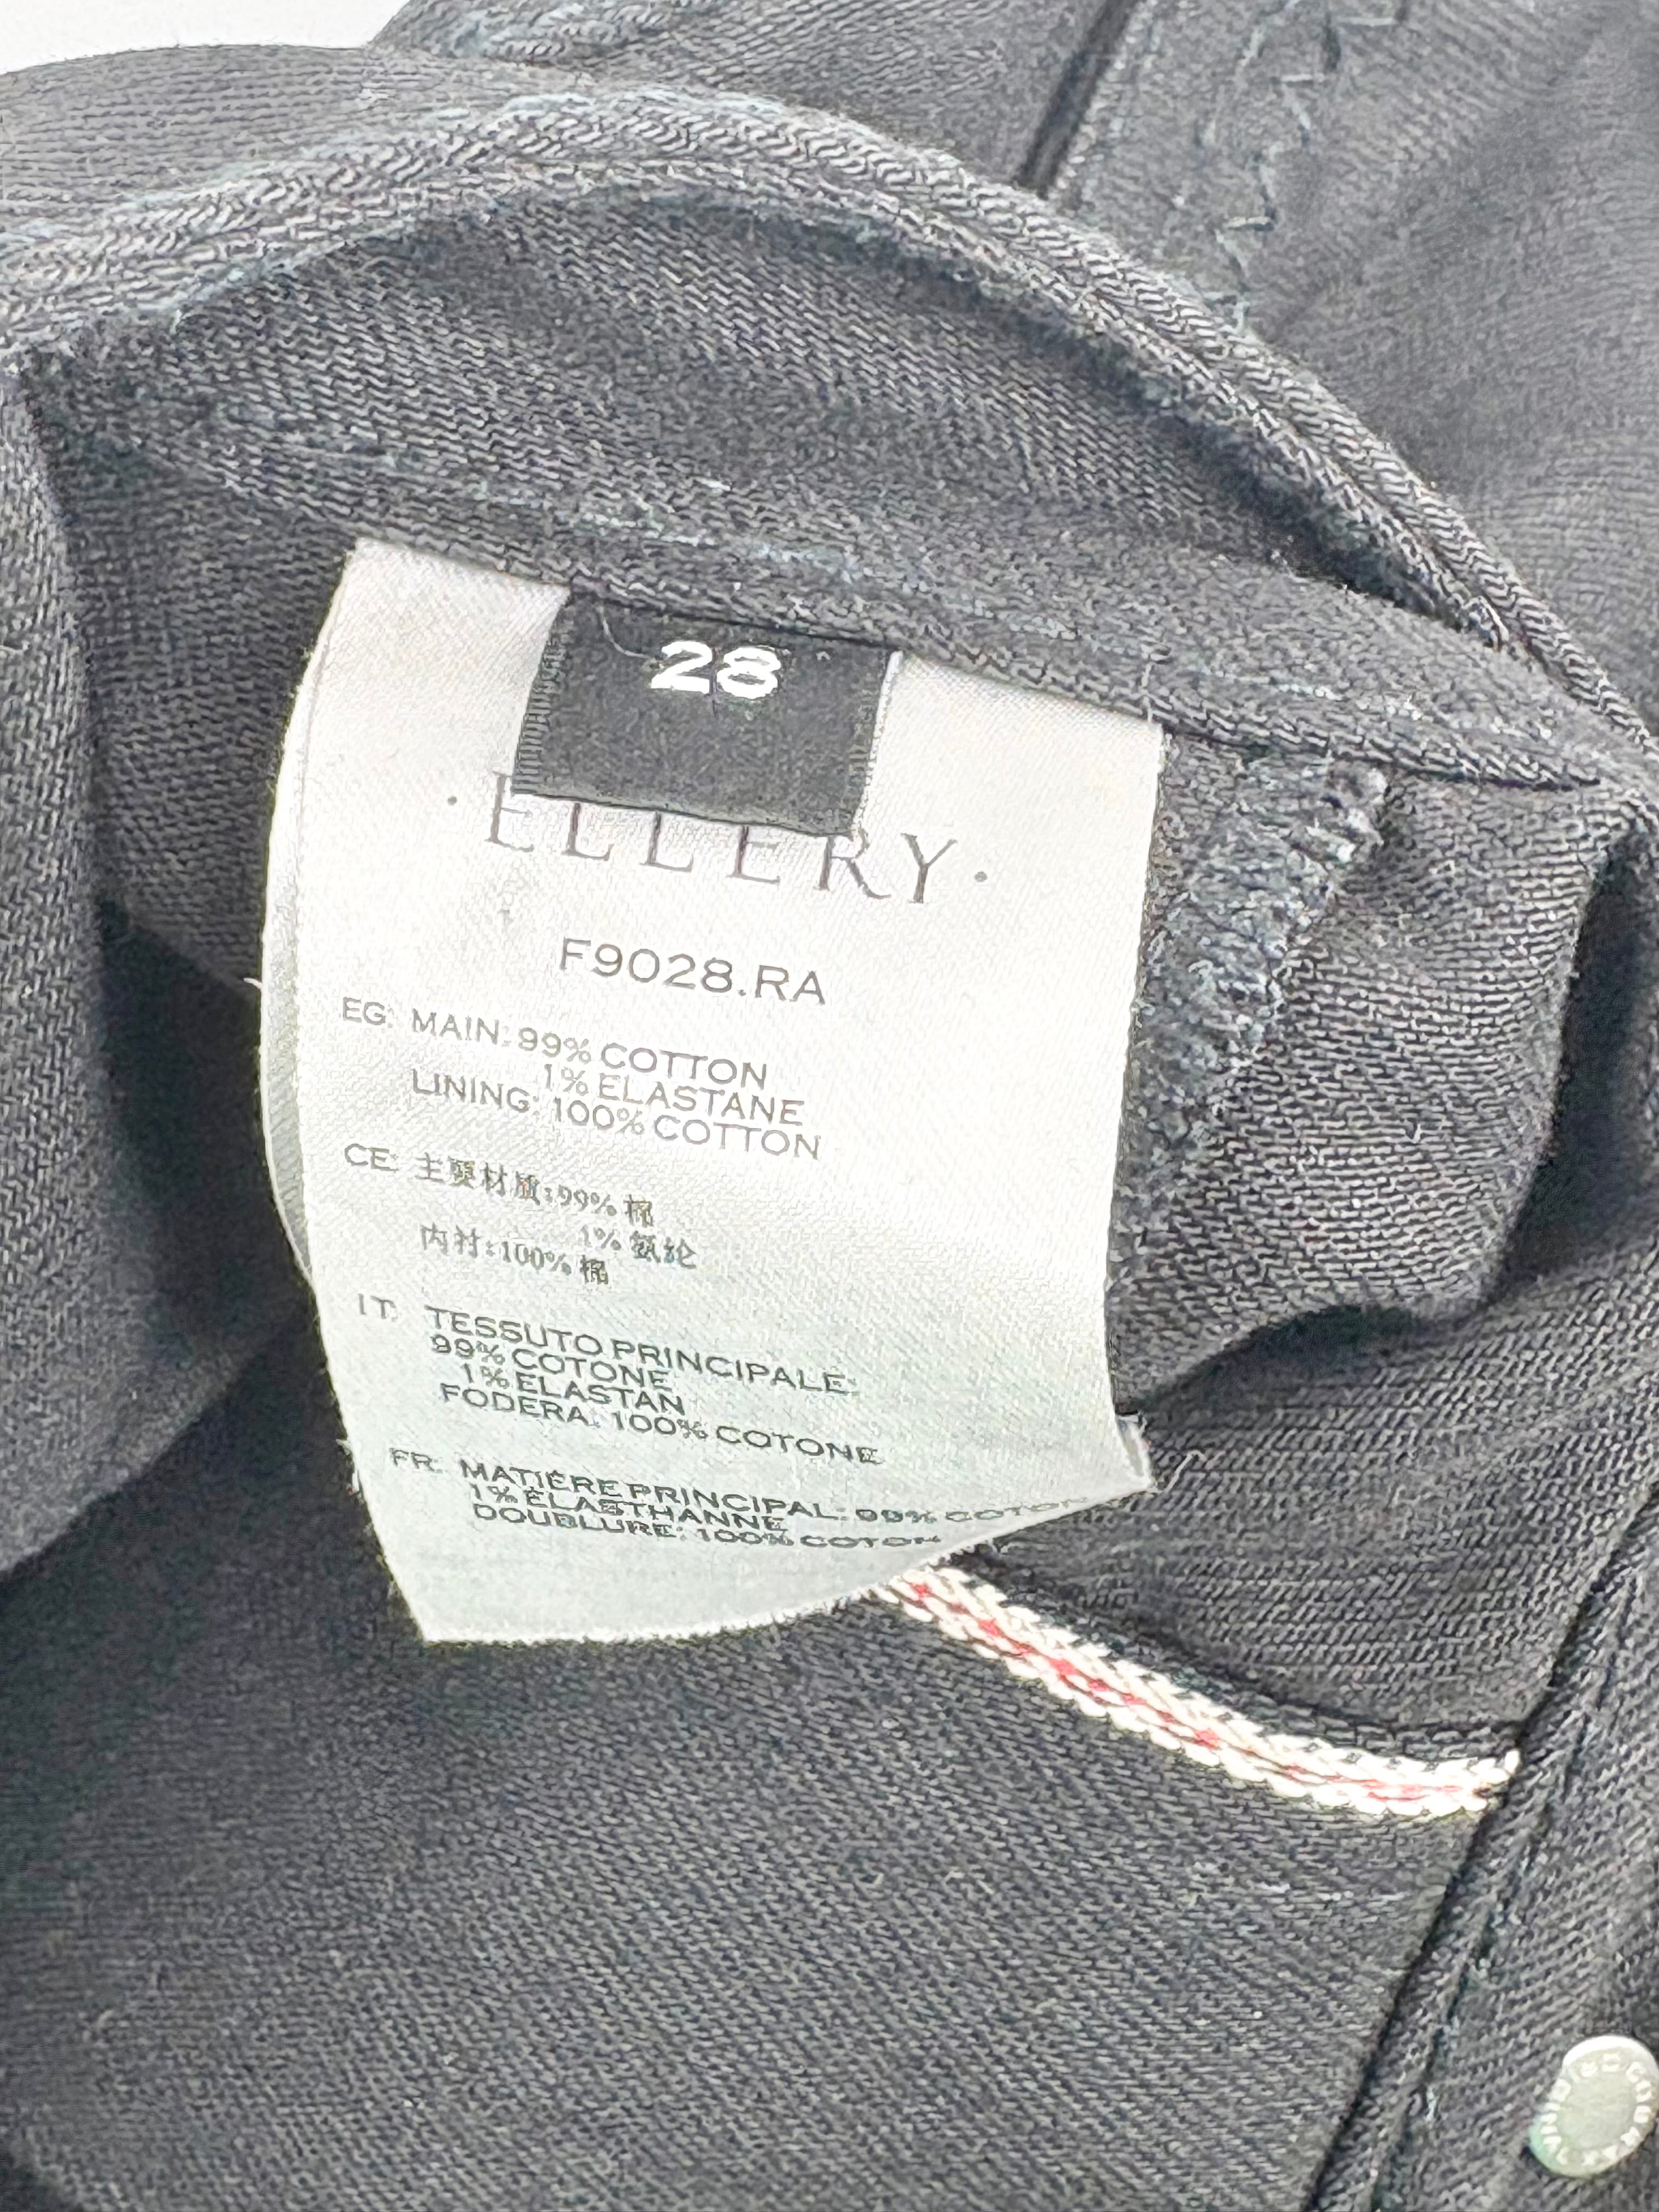 28
·ELLERY·
F9028.RA
EG: MAIN: 99% COTTON
1% ELASTANE
LINING: 100% COTTON
CE: 主要材质:99% 棉
1% 氨纶
内衬:100% 棉
IT: TESSUTO PRINCIPALE:
99% COTONE
1% ELASTAN
FODERA: 100% COTONE
FR: MATIÈRE PRINCIPAL: 99% COTON
1% ÉLASTHANNE
DOUBLURE: 100% COTON